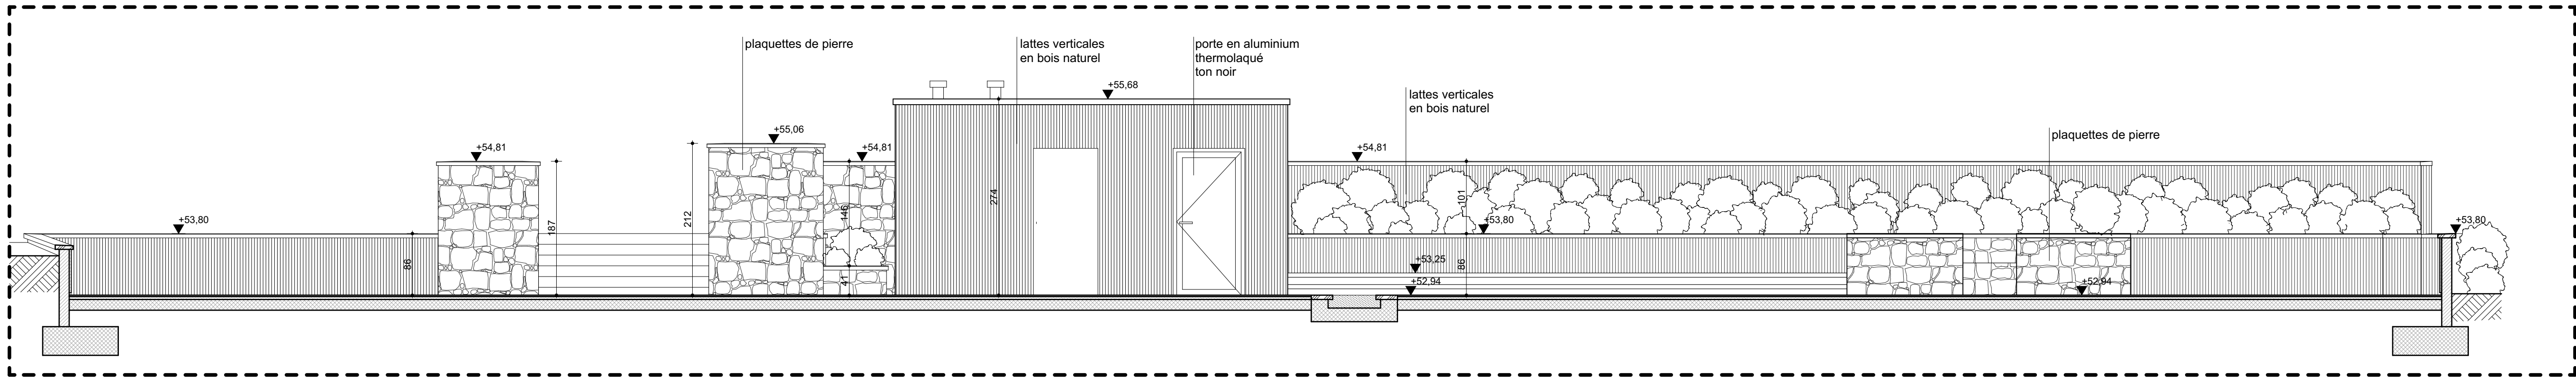 plaquettes de pierre
lattes verticales
en bois naturel
porte en aluminium
thermolaqué
ton noir
+55,68
lattes verticales
en bois naturel
+55,06
plaquettes de pierre
+54,81
+54,81
+54,81
+53,80
187
212
146
274
101
+53,80
+53,80
86
41
+53,25
86
+52,94
+52,94